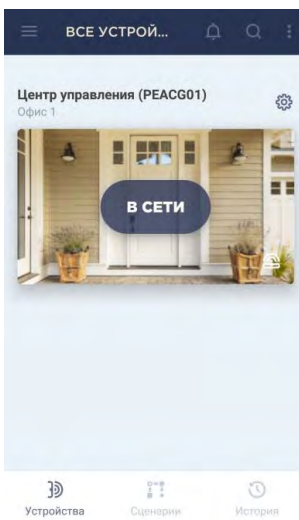 ВСЕ УСТРОЙ...
Центр управления (PEACG01)
Офис 1
В СЕТИ
Устройства
Сценарии
История